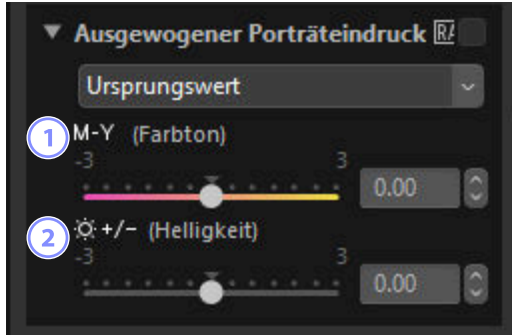 Ausgewogener Porträteindruck
Ursprungswert
1 M-Y (Farbton)
-3 3
0.00
2 +/- (Helligkeit)
-3 3
0.00